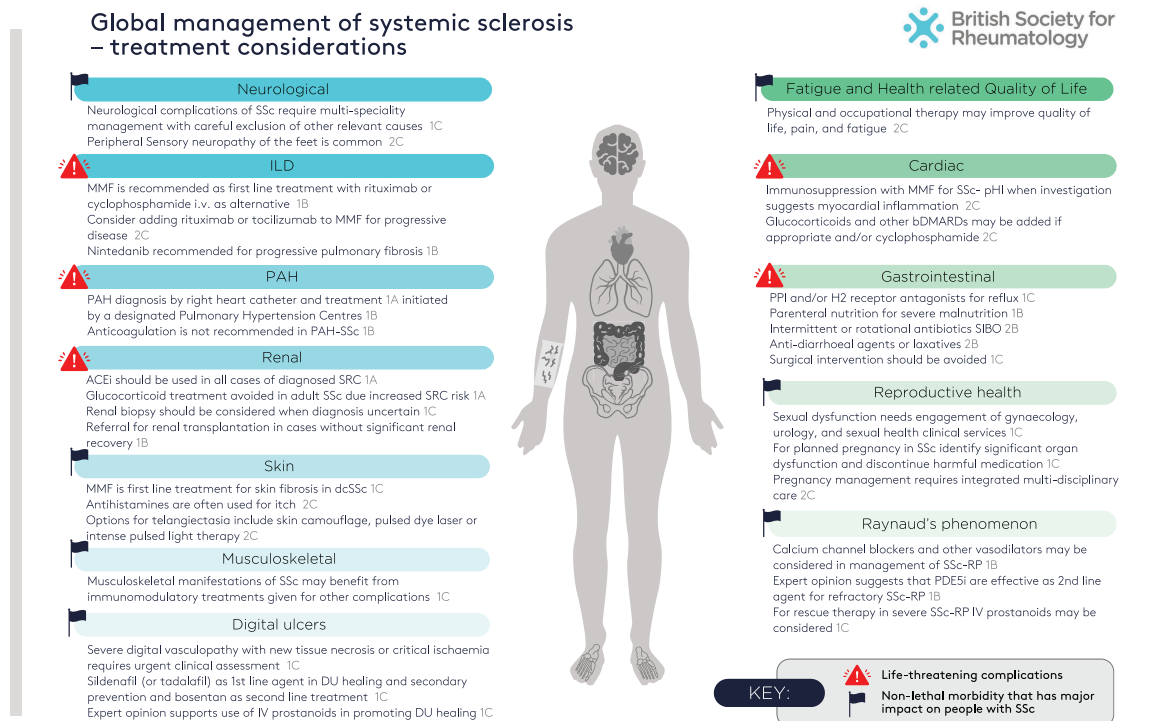 Global management of systemic sclerosis
– treatment considerations
British Society for
Rheumatology
Neurological
Neurological complications of SSc require multi-speciality
management with careful exclusion of other relevant causes 1C
Peripheral Sensory neuropathy of the feet is common 2C
ILD
MMF is recommended as first line treatment with rituximab or
cyclophosphamide i.v. as alternative 1B
Consider adding rituximab or tocilizumab to MMF for progressive
disease 2C
Nintedanib recommended for progressive pulmonary fibrosis 1B
PAH
PAH diagnosis by right heart catheter and treatment 1A initiated
by a designated Pulmonary Hypertension Centres 1B
Anticoagulation is not recommended in PAH-SSc 1B
Renal
ACEi should be used in all cases of diagnosed SRC 1A
Glucocorticoid treatment avoided in adult SSc due increased SRC risk 1A
Renal biopsy should be considered when diagnosis uncertain 1C
Referral for renal transplantation in cases without significant renal
recovery 1B
Skin
MMF is first line treatment for skin fibrosis in dcSSc 1C
Antihistamines are often used for itch 2C
Options for telangiectasia include skin camouflage, pulsed dye laser or
intense pulsed light therapy 2C
Musculoskeletal
Musculoskeletal manifestations of SSc may benefit from
immunomodulatory treatments given for other complications 1C
Digital ulcers
Severe digital vasculopathy with new tissue necrosis or critical ischaemia
requires urgent clinical assessment 1C
Sildenafil (or tadalafil) as 1st line agent in DU healing and secondary
prevention and bosentan as second line treatment 1C
Expert opinion supports use of IV prostanoids in promoting DU healing 1C
Fatigue and Health related Quality of Life
Physical and occupational therapy may improve quality of
life, pain, and fatigue 2C
Cardiac
Immunosuppression with MMF for SSc- pHI when investigation
suggests myocardial inflammation 2C
Glucocorticoids and other bDMARDs may be added if
appropriate and/or cyclophosphamide 2C
Gastrointestinal
PPI and/or H2 receptor antagonists for reflux 1C
Parenteral nutrition for severe malnutrition 1B
Intermittent or rotational antibiotics SIBO 2B
Anti-diarrhoeal agents or laxatives 2B
Surgical intervention should be avoided 1C
Reproductive health
Sexual dysfunction needs engagement of gynaecology,
urology, and sexual health clinical services 1C
For planned pregnancy in SSc identify significant organ
dysfunction and discontinue harmful medication 1C
Pregnancy management requires integrated multi-disciplinary
care 2C
Raynaud's phenomenon
Calcium channel blockers and other vasodilators may be
considered in management of SSc-RP 1B
Expert opinion suggests that PDE5i are effective as 2nd line
agent for refractory SSc-RP 1B
For rescue therapy in severe SSc-RP IV prostanoids may be
considered 1C
KEY:
Life-threatening complications
Non-lethal morbidity that has major
impact on people with SSc